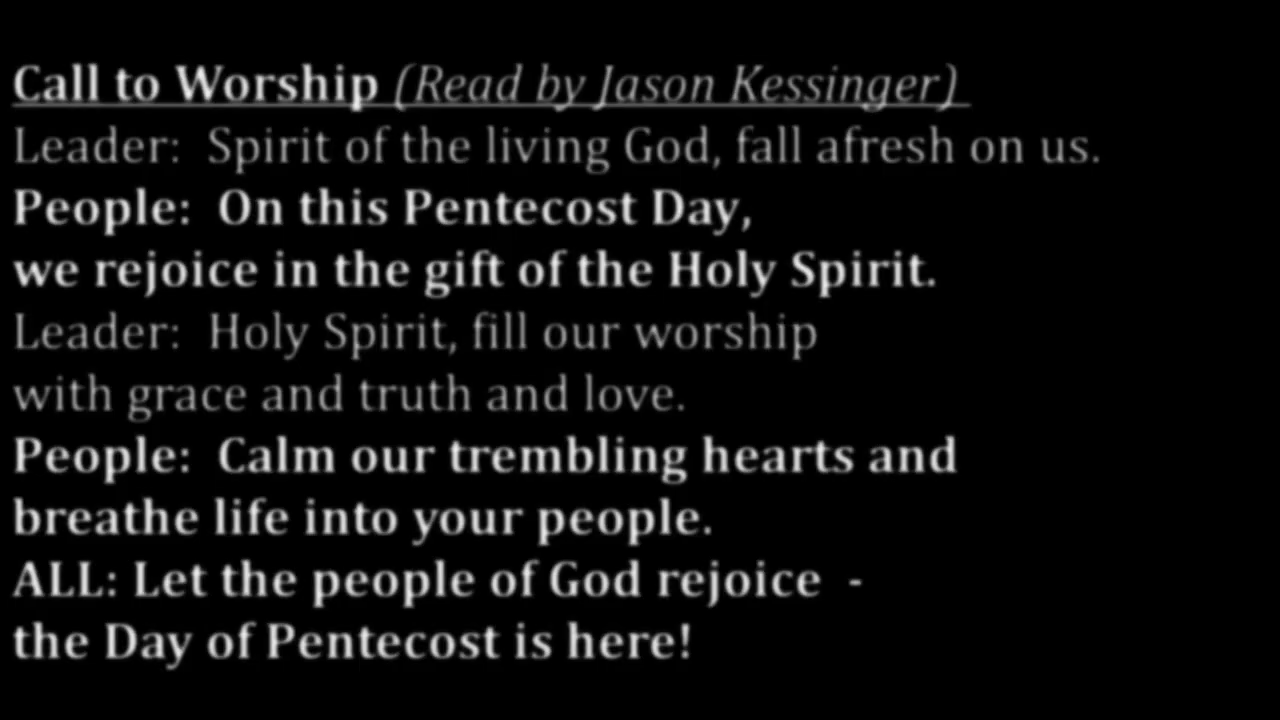 Call to Worship (Read by Jason Kessinger)
Leader:  Spirit of the living God, fall afresh on us.
People:  On this Pentecost Day,
we rejoice in the gift of the Holy Spirit.
Leader:  Holy Spirit, fill our worship
with grace and truth and love.
People:  Calm our trembling hearts and
breathe life into your people.
ALL: Let the people of God rejoice  -
the Day of Pentecost is here!